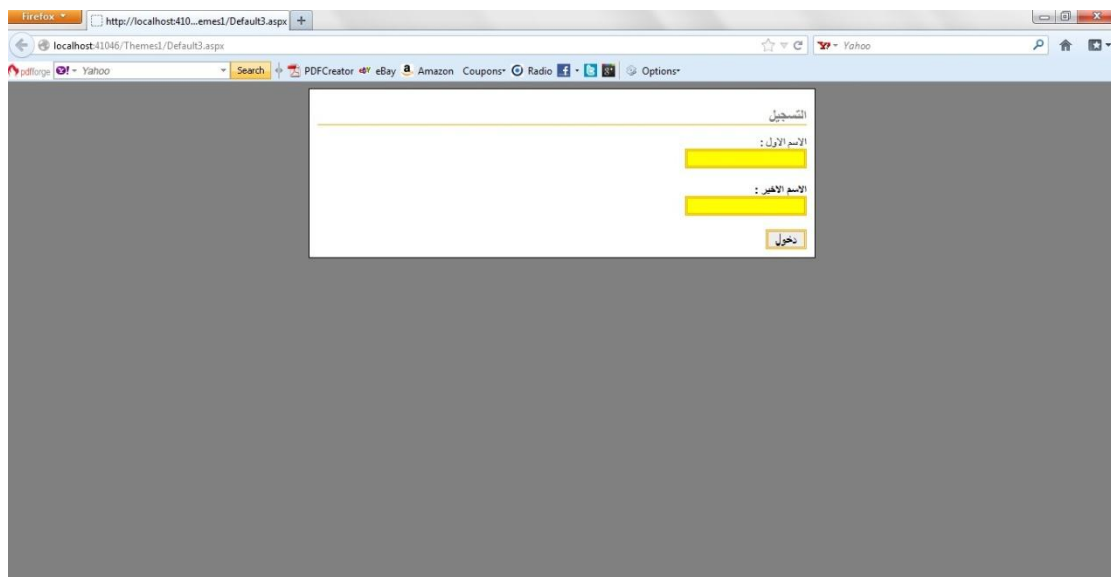 Firefox
http://localhost:410...emes1/Default3.aspx +
localhost:41046/Themes1/Default3.aspx
Yahoo
pdfforge Y! - Yahoo Search PDFCreator eBay Amazon Coupons Radio Options
التسجيل
الاسم الاول :
الاسم الاخير :
دخول